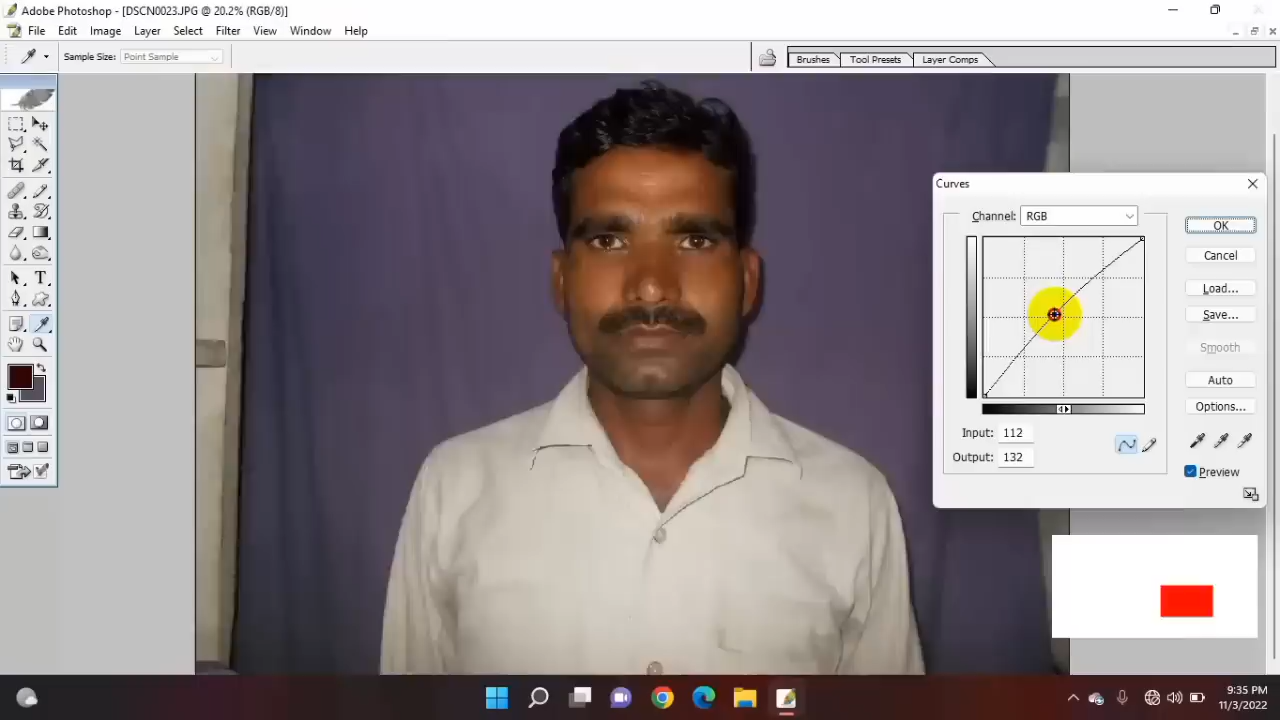 Adobe Photoshop - [DSCN0023.JPG @ 20.2% (RGB/8)]
File Edit Image Layer Select Filter View Window Help
Sample Size: Point Sample
Brushes Tool Presets Layer Comps
Curves
Channel: RGB
OK
Cancel
Load...
Save...
Smooth
Auto
Options...
Input: 112
Output: 132
Preview
9:35 PM
11/3/2022